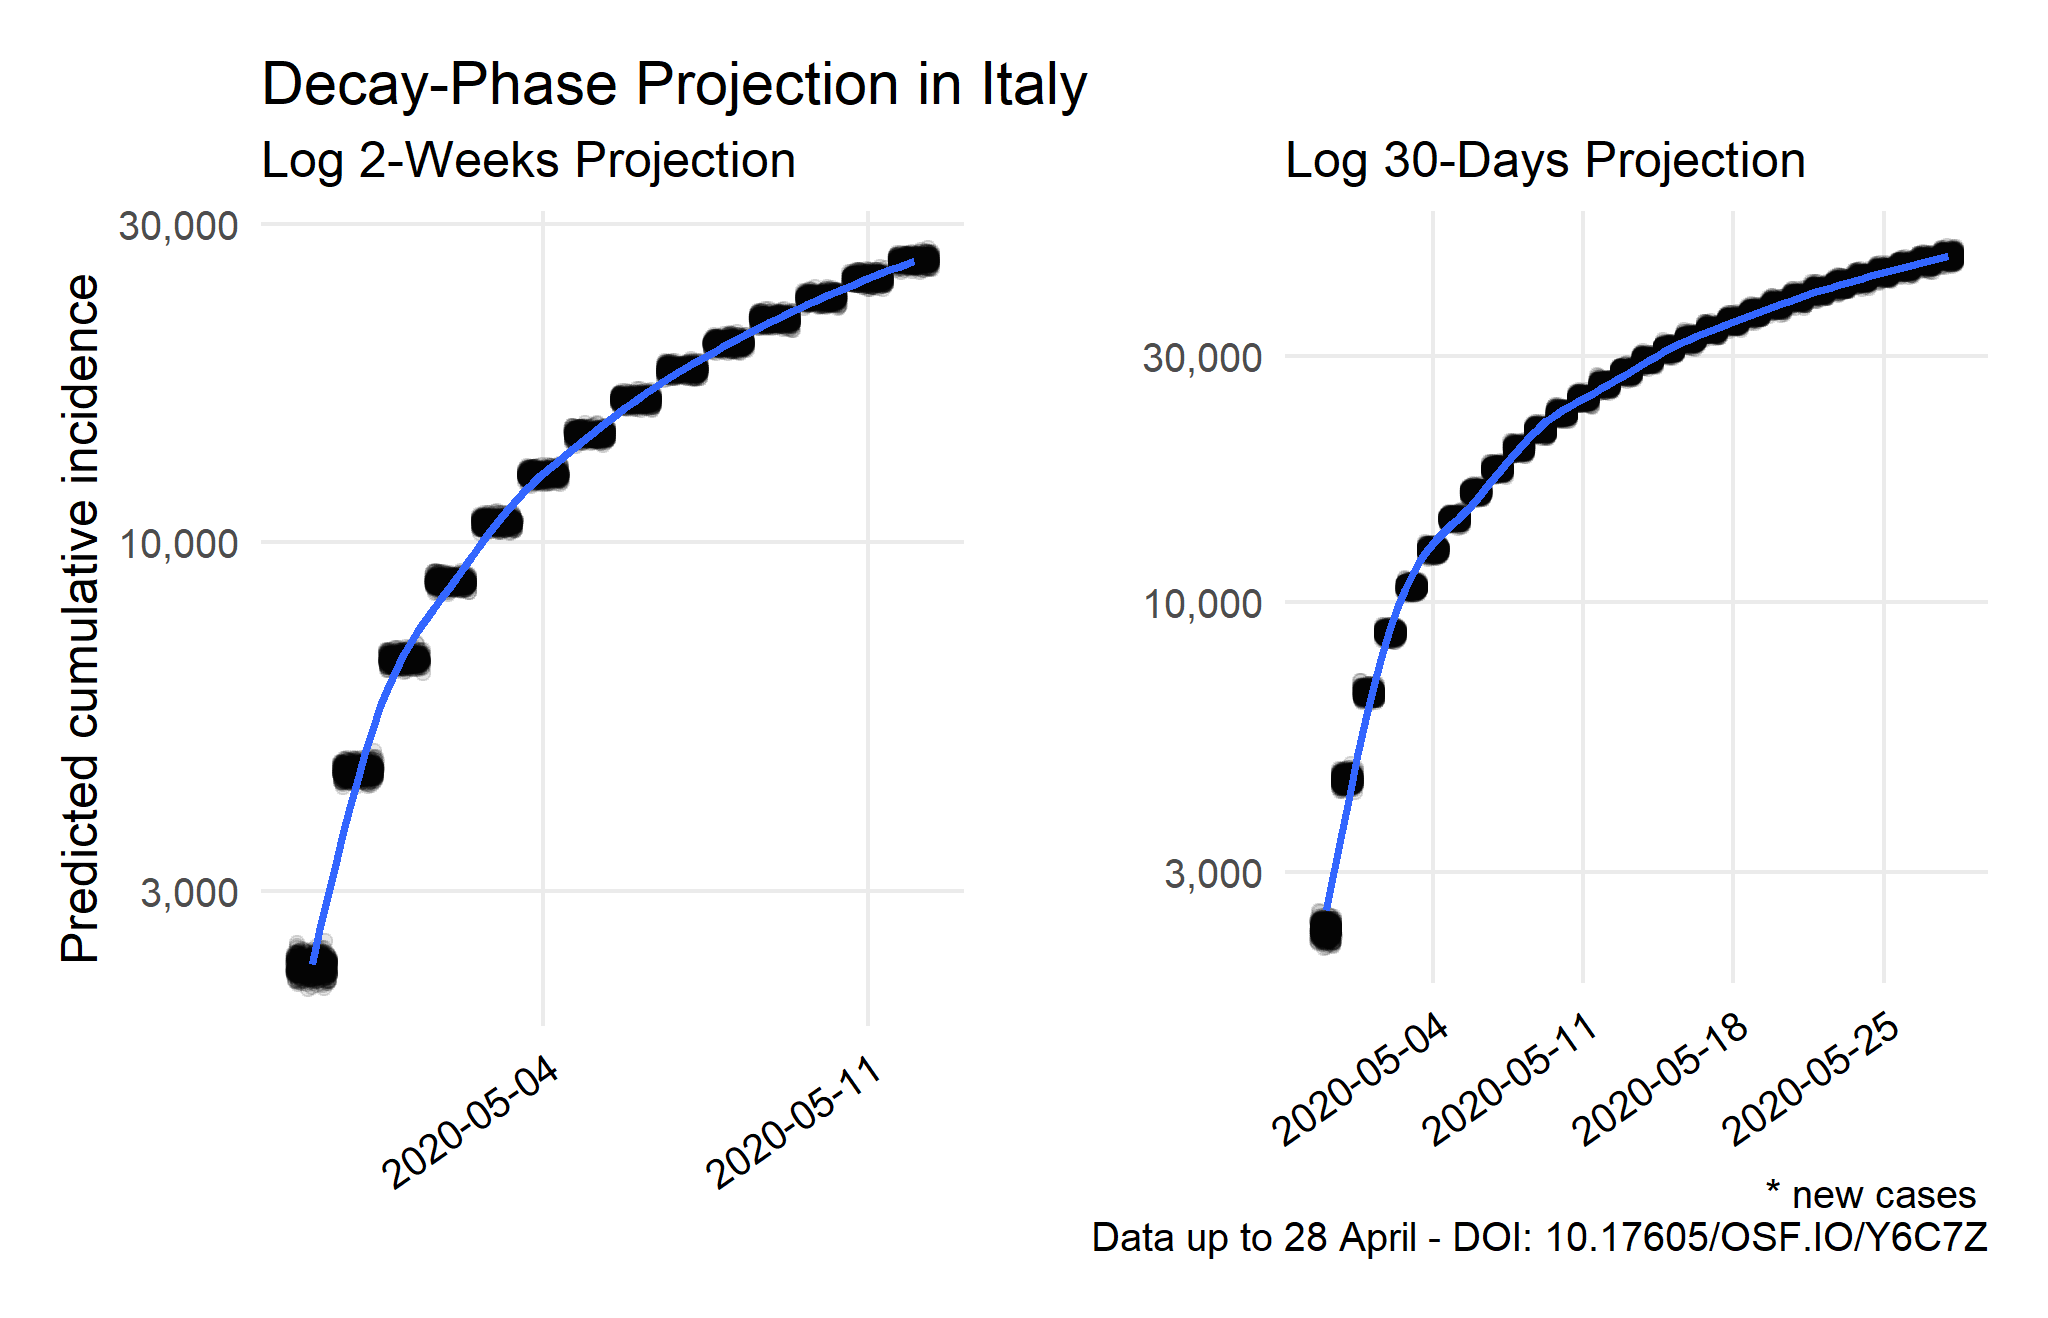 Decay-Phase Projection in Italy
Log 2-Weeks Projection
Predicted cumulative incidence
30,000
10,000
3,000
2020-05-04
2020-05-11
Log 30-Days Projection
30,000
10,000
3,000
2020-05-04
2020-05-11
2020-05-18
2020-05-25
* new cases
Data up to 28 April - DOI: 10.17605/OSF.IO/Y6C7Z